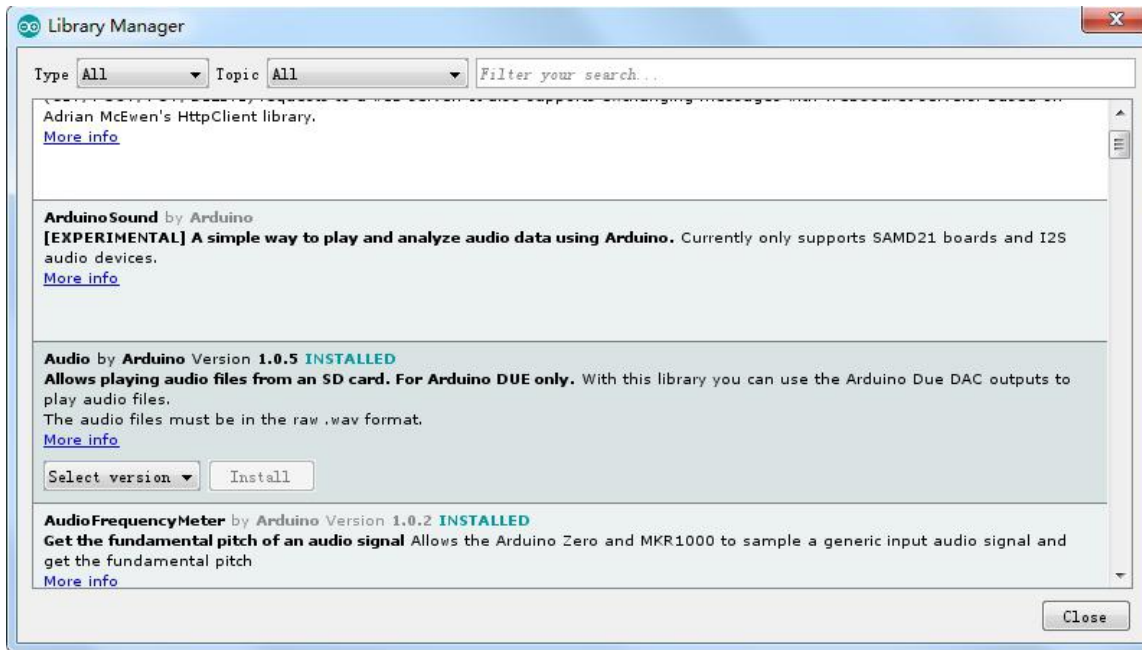 Library Manager
Type All Topic All Filter your search...
Adrian McEwen's HttpClient library.
More info
ArduinoSound by Arduino
[EXPERIMENTAL] A simple way to play and analyze audio data using Arduino. Currently only supports SAMD21 boards and I2S
audio devices.
More info
Audio by Arduino Version 1.0.5 INSTALLED
Allows playing audio files from an SD card. For Arduino DUE only. With this library you can use the Arduino Due DAC outputs to
play audio files.
The audio files must be in the raw .wav format.
More info
Select version Install
AudioFrequencyMeter by Arduino Version 1.0.2 INSTALLED
Get the fundamental pitch of an audio signal Allows the Arduino Zero and MKR1000 to sample a generic input audio signal and
get the fundamental pitch
More info
Close